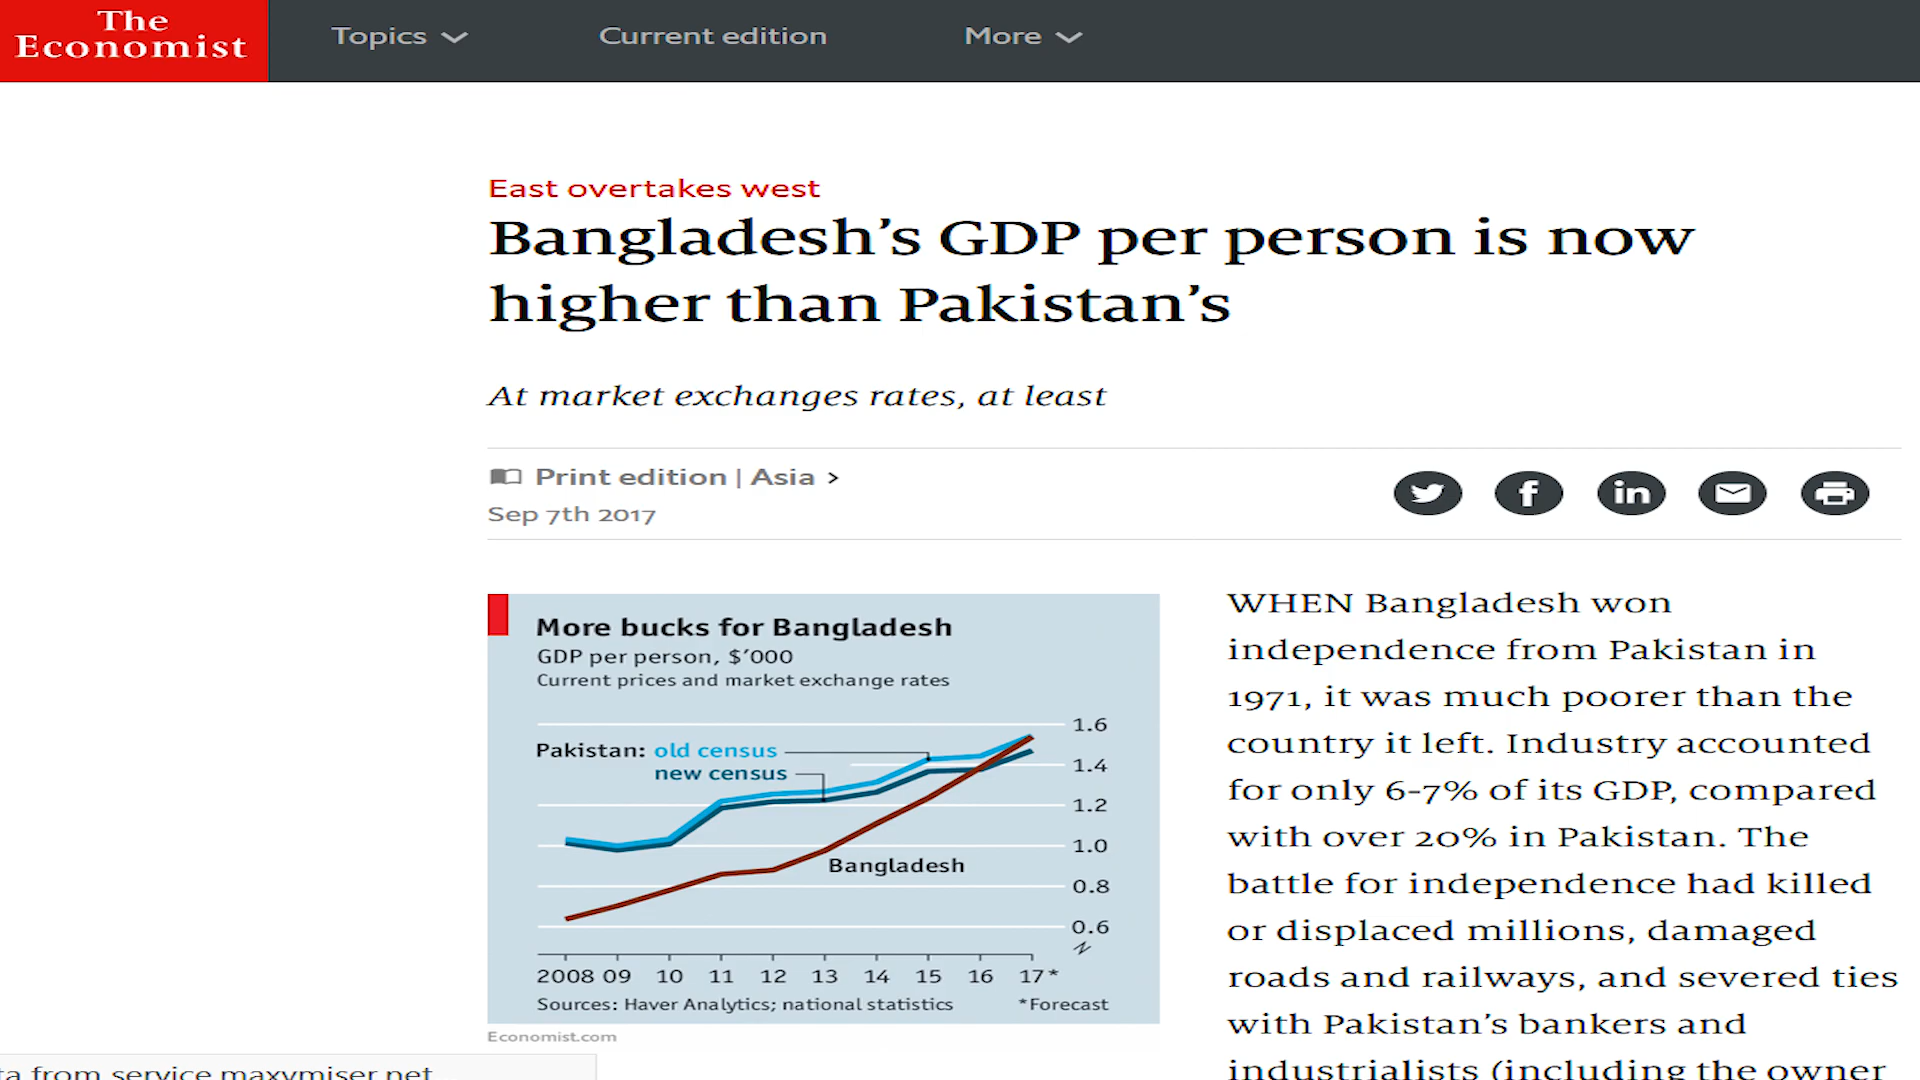 The
Economist
Topics
Current edition
More
East overtakes west
Bangladesh’s GDP per person is now
higher than Pakistan’s
At market exchanges rates, at least
Print edition | Asia >
Sep 7th 2017
More bucks for Bangladesh
GDP per person, $’000
Current prices and market exchange rates
1.6
Pakistan: old census
new census
1.4
1.2
1.0
Bangladesh
0.8
0.6
2008 09 10 11 12 13 14 15 16 17*
Sources: Haver Analytics; national statistics *Forecast
Economist.com
WHEN Bangladesh won
independence from Pakistan in
1971, it was much poorer than the
country it left. Industry accounted
for only 6-7% of its GDP, compared
with over 20% in Pakistan. The
battle for independence had killed
or displaced millions, damaged
roads and railways, and severed ties
with Pakistan’s bankers and
industrialists (including the owner
ta from service.maxymiser.net